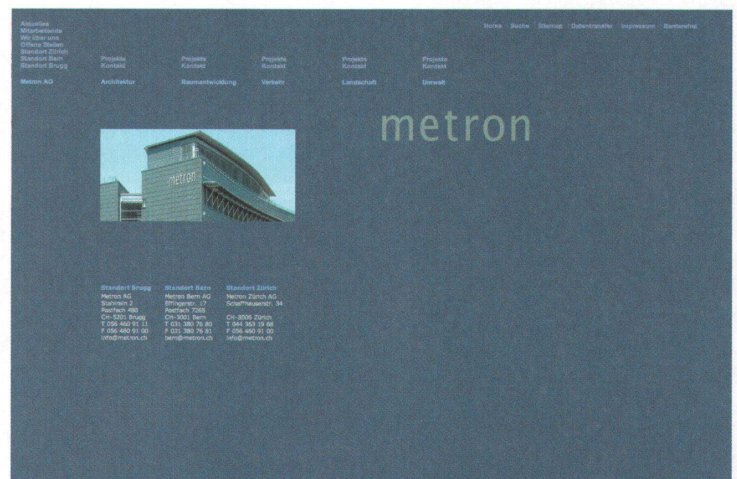 Home Suche Sitemap Datentransfer Impressum Barrierefrei
Aktuelles
Mitarbeitende
Wir über uns
Offene Stellen
Standort Zürich
Standort Bern
Standort Brugg
Metron AG
Projekte
Kontakt
Architektur
Projekte
Kontakt
Raumentwicklung
Projekte
Kontakt
Verkehr
Projekte
Kontakt
Landschaft
Projekte
Kontakt
Umwelt
metron
metron
Standort Brugg
Metron AG
Stahlrain 2
Postfach 480
CH-5201 Brugg
T 056 460 91 11
F 056 460 91 00
info@metron.ch
Standort Bern
Metron Bern AG
Effingerstr. 17
Postfach 7265
CH-3001 Bern
T 031 380 76 80
F 031 380 76 81
bern@metron.ch
Standort Zürich
Metron Zürich AG
Schaffhauserstr. 34
CH-8006 Zürich
T 044 363 19 88
F 056 460 91 00
info@metron.ch